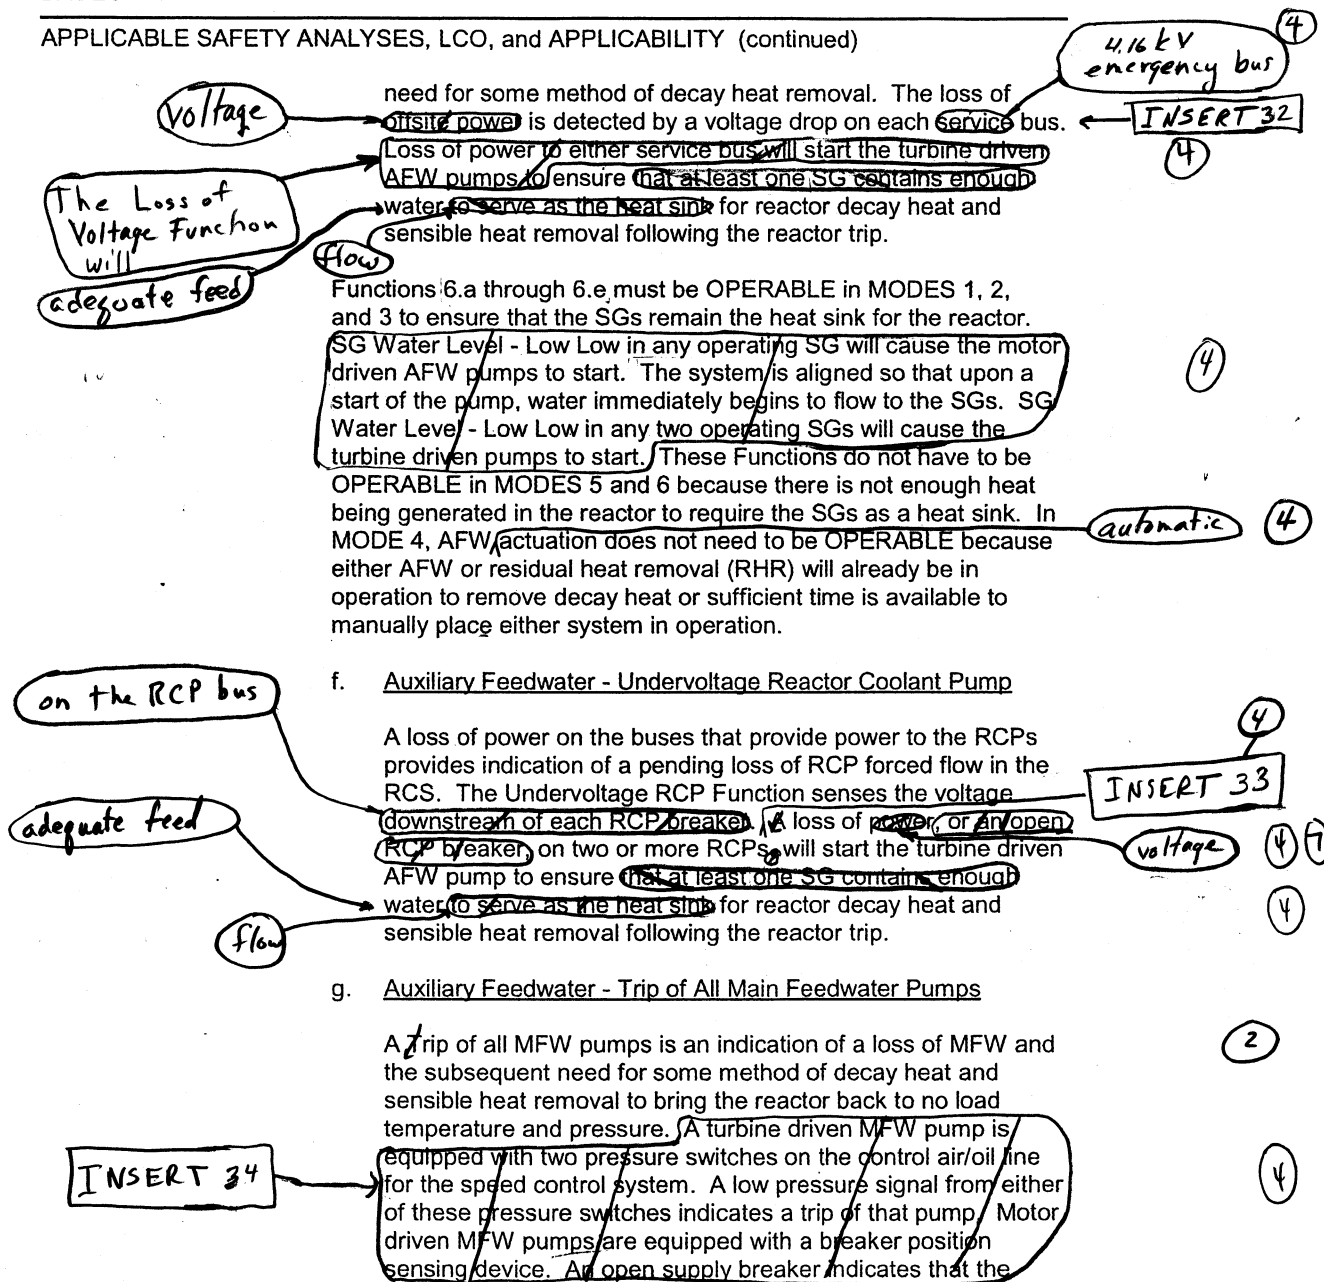 APPLICABLE SAFETY ANALYSES, LCO, and APPLICABILITY (continued)
4.16 kV
emergency bus
4
voltage
need for some method of decay heat removal. The loss of
offsite power is detected by a voltage drop on each service bus.
INSERT 32
4
Loss of power to either service bus will start the turbine driven
AFW pumps to ensure that at least one SG contains enough
water to serve as the heat sink for reactor decay heat and
sensible heat removal following the reactor trip.
The Loss of
Voltage Function
will
adequate feed
flow
Functions 6.a through 6.e must be OPERABLE in MODES 1, 2,
and 3 to ensure that the SGs remain the heat sink for the reactor.
SG Water Level - Low Low in any operating SG will cause the motor
driven AFW pumps to start. The system is aligned so that upon a
start of the pump, water immediately begins to flow to the SGs. SG
Water Level - Low Low in any two operating SGs will cause the
turbine driven pumps to start. These Functions do not have to be
OPERABLE in MODES 5 and 6 because there is not enough heat
being generated in the reactor to require the SGs as a heat sink. In
MODE 4, AFW actuation does not need to be OPERABLE because
either AFW or residual heat removal (RHR) will already be in
operation to remove decay heat or sufficient time is available to
manually place either system in operation.
4
automatic
4
on the RCP bus
f. Auxiliary Feedwater - Undervoltage Reactor Coolant Pump
A loss of power on the buses that provide power to the RCPs
provides indication of a pending loss of RCP forced flow in the
RCS. The Undervoltage RCP Function senses the voltage
downstream of each RCP breaker. A loss of power, or an open
RCP breaker, on two or more RCPs, will start the turbine driven
AFW pump to ensure that at least one SG contains enough
water to serve as the heat sink for reactor decay heat and
sensible heat removal following the reactor trip.
4
INSERT 33
adequate feed
voltage
4
4
flow
g. Auxiliary Feedwater - Trip of All Main Feedwater Pumps
A trip of all MFW pumps is an indication of a loss of MFW and
the subsequent need for some method of decay heat and
sensible heat removal to bring the reactor back to no load
temperature and pressure. A turbine driven MFW pump is
equipped with two pressure switches on the control air/oil line
for the speed control system. A low pressure signal from either
of these pressure switches indicates a trip of that pump. Motor
driven MFW pumps are equipped with a breaker position
sensing device. An open supply breaker indicates that the
2
INSERT 34
4